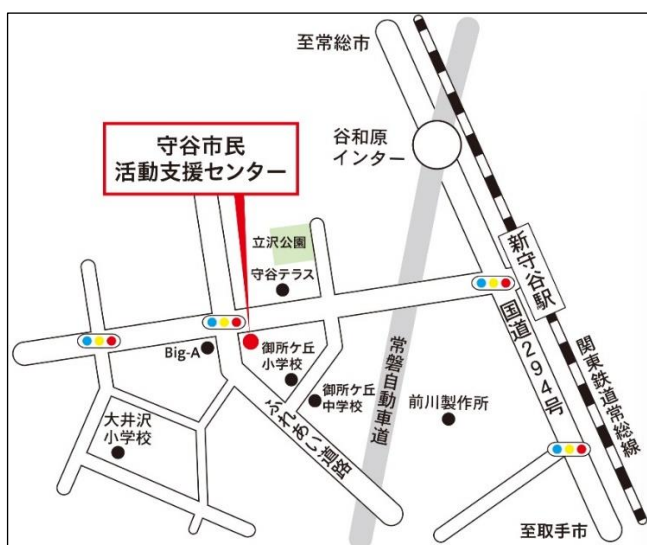 至常総市
谷和原
インター
守谷市民
活動支援センター
立沢公園
守谷テラス
新守谷駅
Big-A
御所ケ丘
小学校
御所ケ丘
中学校
大井沢
小学校
ふれあい道路
常磐自動車道
前川製作所
国道294号
関東鉄道常総線
至取手市